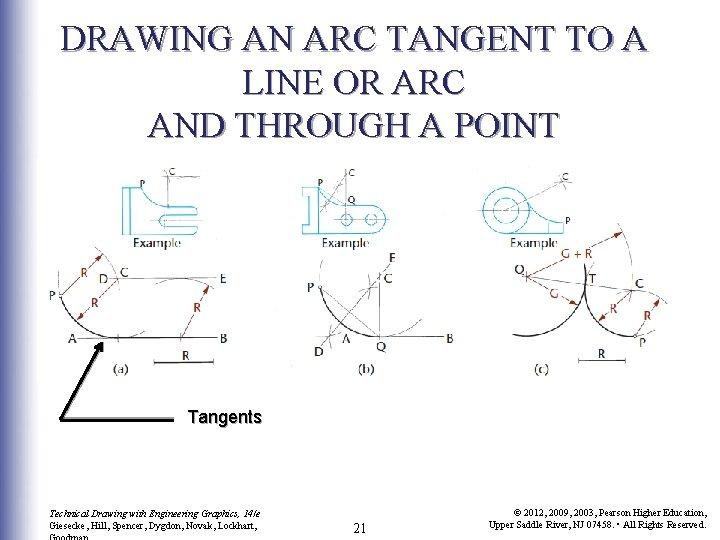 DRAWING AN ARC TANGENT TO A
LINE OR ARC
AND THROUGH A POINT
P C
Example
P C Q
Example
C P
Example
P R D C E
R R
A B
R
(a)
P E C
D A Q B
(b)
Q G + R T C
G R R P
R
(c)
Tangents
Technical Drawing with Engineering Graphics, 14/e
Giesecke, Hill, Spencer, Dygdon, Novak, Lockhart,
Goodman
21
© 2012, 2009, 2003, Pearson Higher Education,
Upper Saddle River, NJ 07458. • All Rights Reserved.